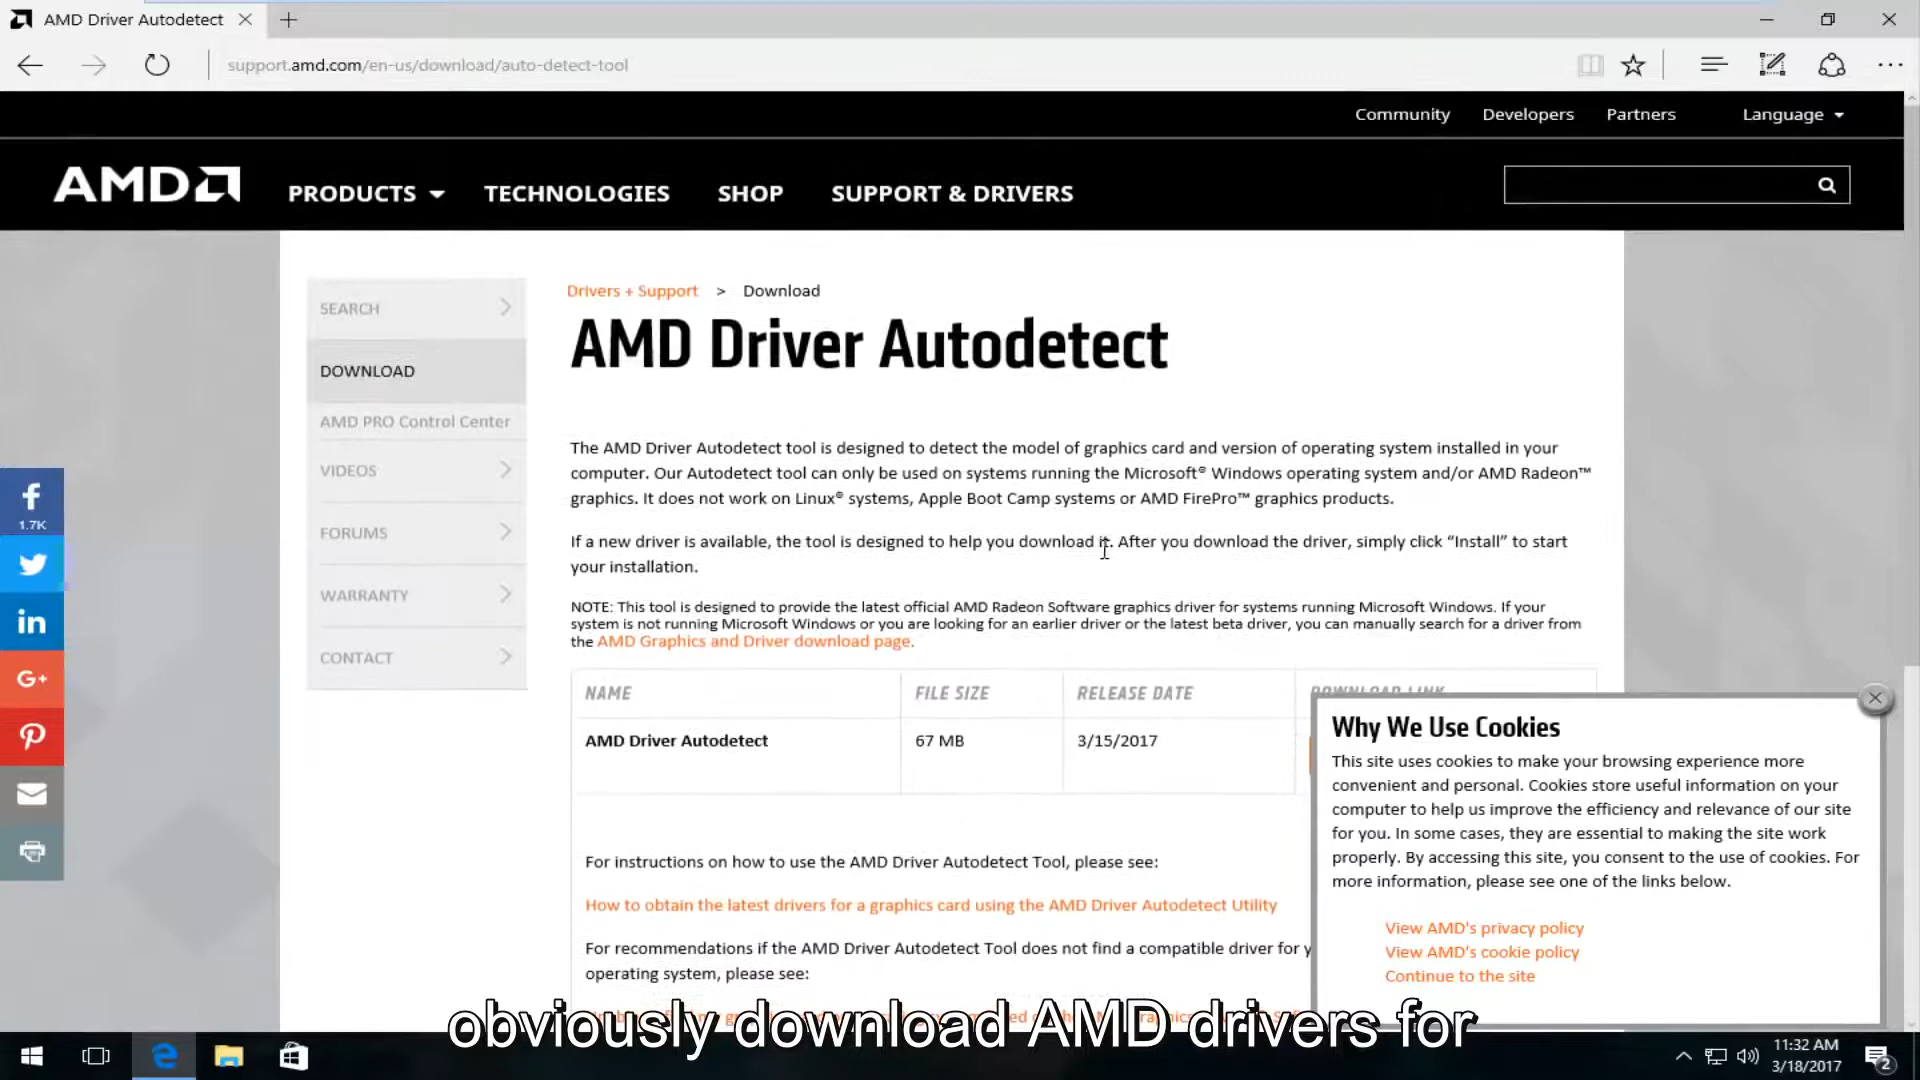 AMD Driver Autodetect
support.amd.com/en-us/download/auto-detect-tool
Community Developers Partners Language
AMD PRODUCTS TECHNOLOGIES SHOP SUPPORT & DRIVERS
Drivers + Support > Download
AMD Driver Autodetect
SEARCH
DOWNLOAD
AMD PRO Control Center
VIDEOS
FORUMS
WARRANTY
CONTACT
f
1.7K
in
G+
The AMD Driver Autodetect tool is designed to detect the model of graphics card and version of operating system installed in your
computer. Our Autodetect tool can only be used on systems running the Microsoft® Windows operating system and/or AMD Radeon™
graphics. It does not work on Linux® systems, Apple Boot Camp systems or AMD FirePro™ graphics products.
If a new driver is available, the tool is designed to help you download it. After you download the driver, simply click “Install” to start
your installation.
NOTE: This tool is designed to provide the latest official AMD Radeon Software graphics driver for systems running Microsoft Windows. If your
system is not running Microsoft Windows or you are looking for an earlier driver or the latest beta driver, you can manually search for a driver from
the AMD Graphics and Driver download page.
NAME FILE SIZE RELEASE DATE DOWNLOAD LINK
AMD Driver Autodetect 67 MB 3/15/2017
For instructions on how to use the AMD Driver Autodetect Tool, please see:
How to obtain the latest drivers for a graphics card using the AMD Driver Autodetect Utility
For recommendations if the AMD Driver Autodetect Tool does not find a compatible driver for y
operating system, please see:
Why We Use Cookies
This site uses cookies to make your browsing experience more
convenient and personal. Cookies store useful information on your
computer to help us improve the efficiency and relevance of our site
for you. In some cases, they are essential to making the site work
properly. By accessing this site, you consent to the use of cookies. For
more information, please see one of the links below.
View AMD's privacy policy
View AMD's cookie policy
Continue to the site
obviously download AMD drivers for
11:32 AM
3/18/2017
2